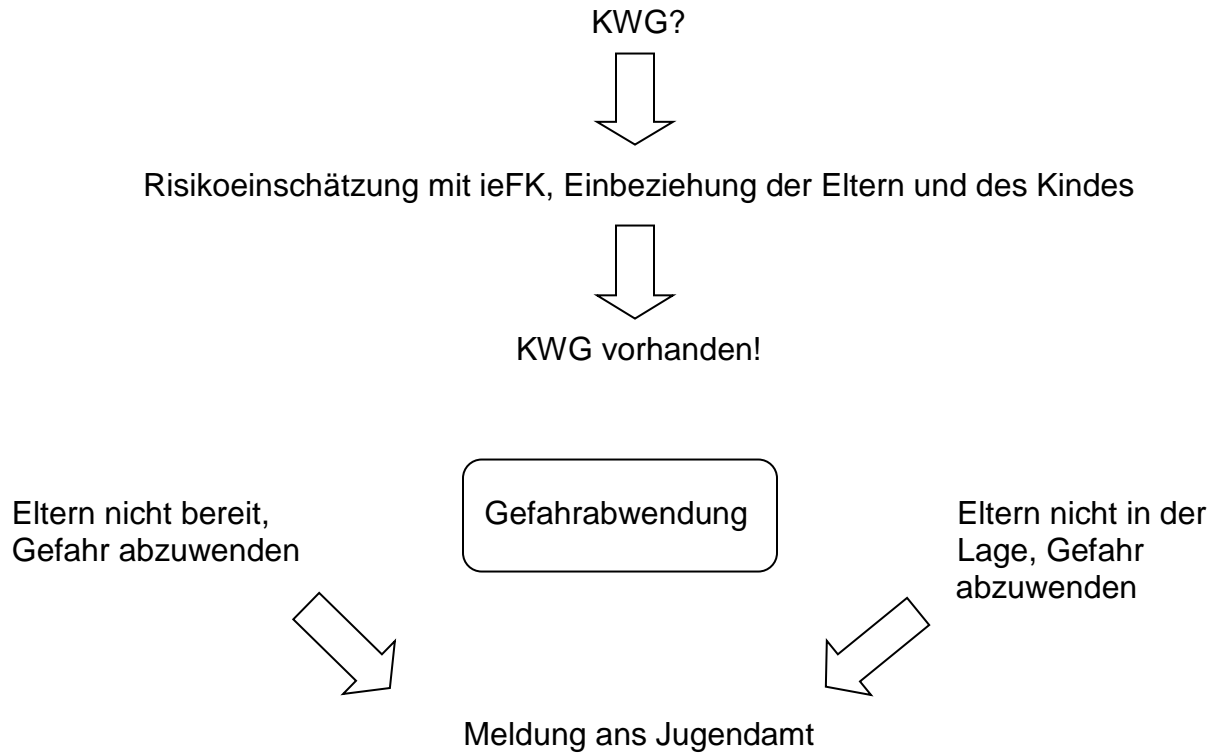 KWG?
Risikoeinschätzung mit ieFK, Einbeziehung der Eltern und des Kindes
KWG vorhanden!
Eltern nicht bereit,
Gefahr abzuwenden
Gefahrabwendung
Eltern nicht in der
Lage, Gefahr
abzuwenden
Meldung ans Jugendamt